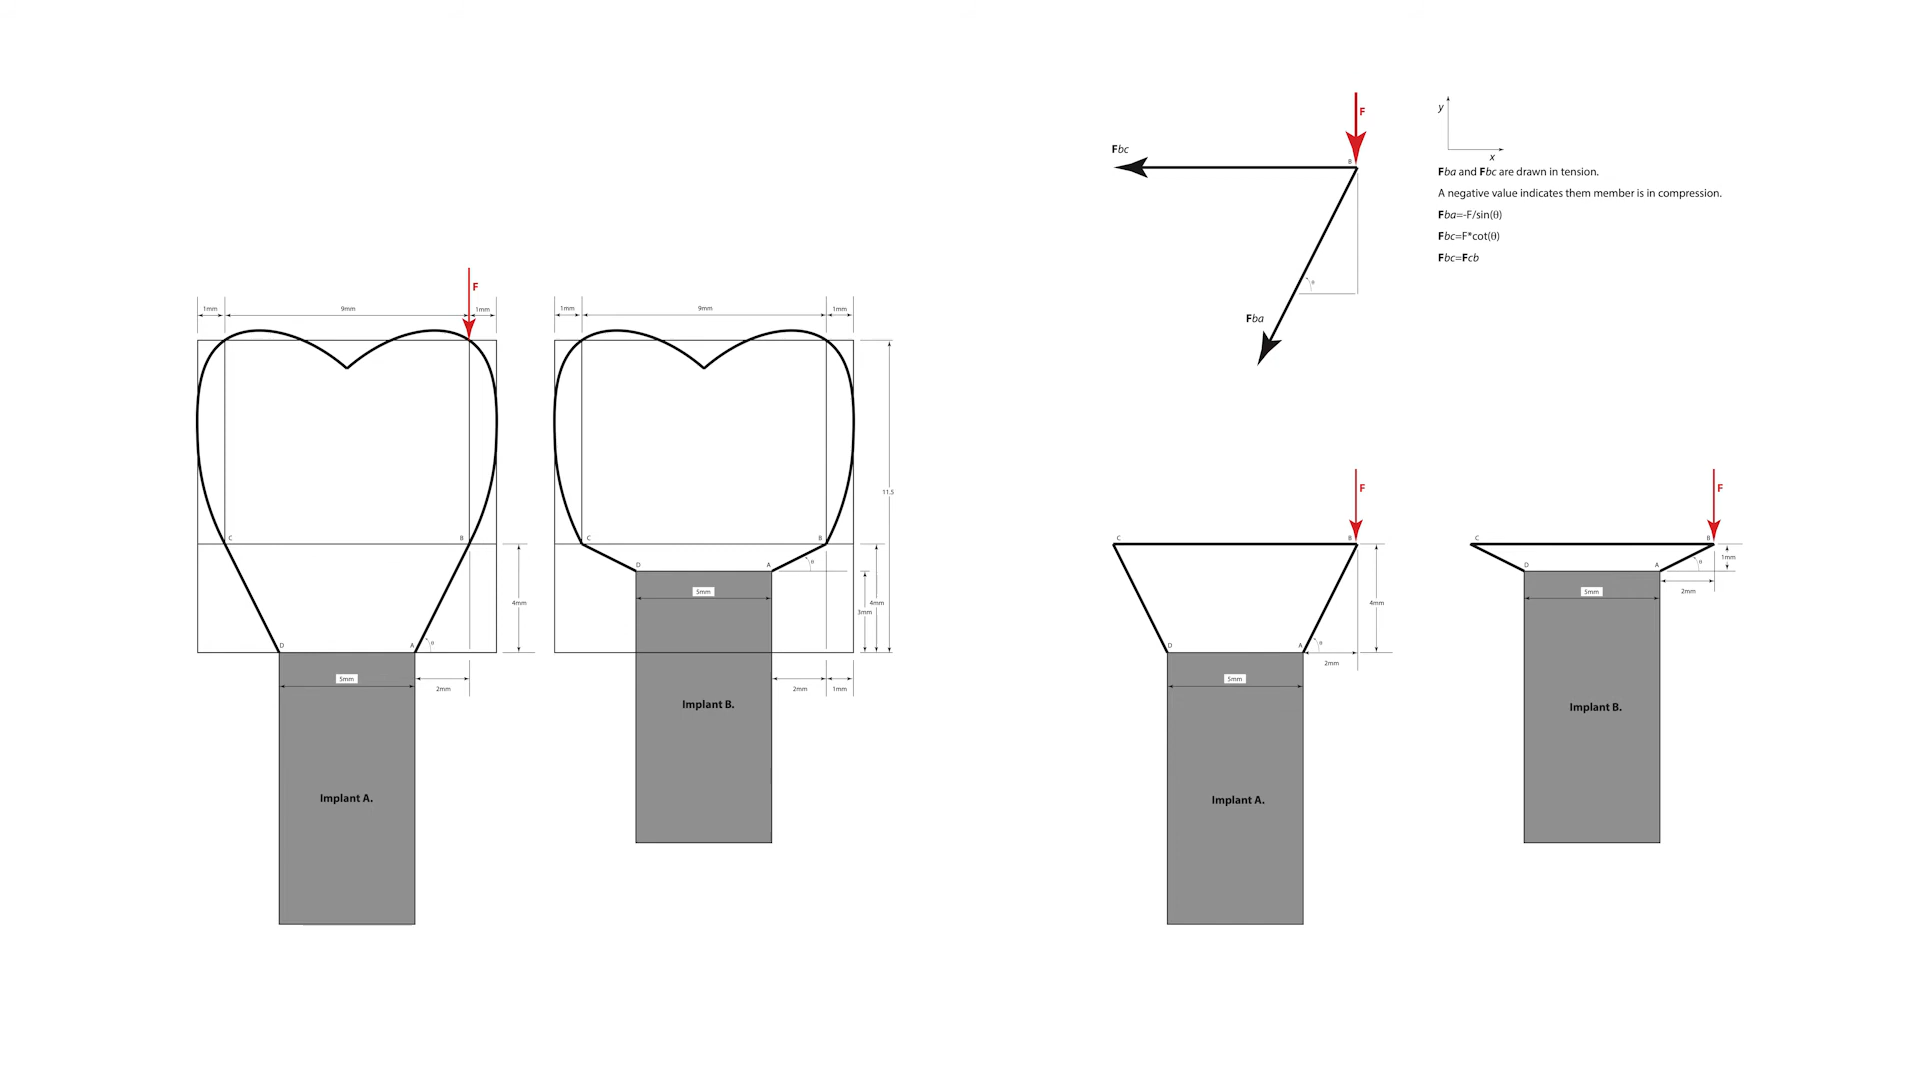 F
1mm
9mm
1mm
C
B
D
A
θ
4mm
5mm
2mm
Implant A.
1mm
9mm
1mm
C
B
D
A
θ
11.5
5mm
3mm
4mm
2mm
1mm
Implant B.
F
B
Fbc
θ
Fba
y
x
Fba and Fbc are drawn in tension.
A negative value indicates them member is in compression.
Fba=-F/sin(θ)
Fbc=F*cot(θ)
Fbc=Fcb
F
C
B
D
A
θ
4mm
2mm
5mm
Implant A.
F
C
B
D
A
θ
1mm
2mm
5mm
Implant B.